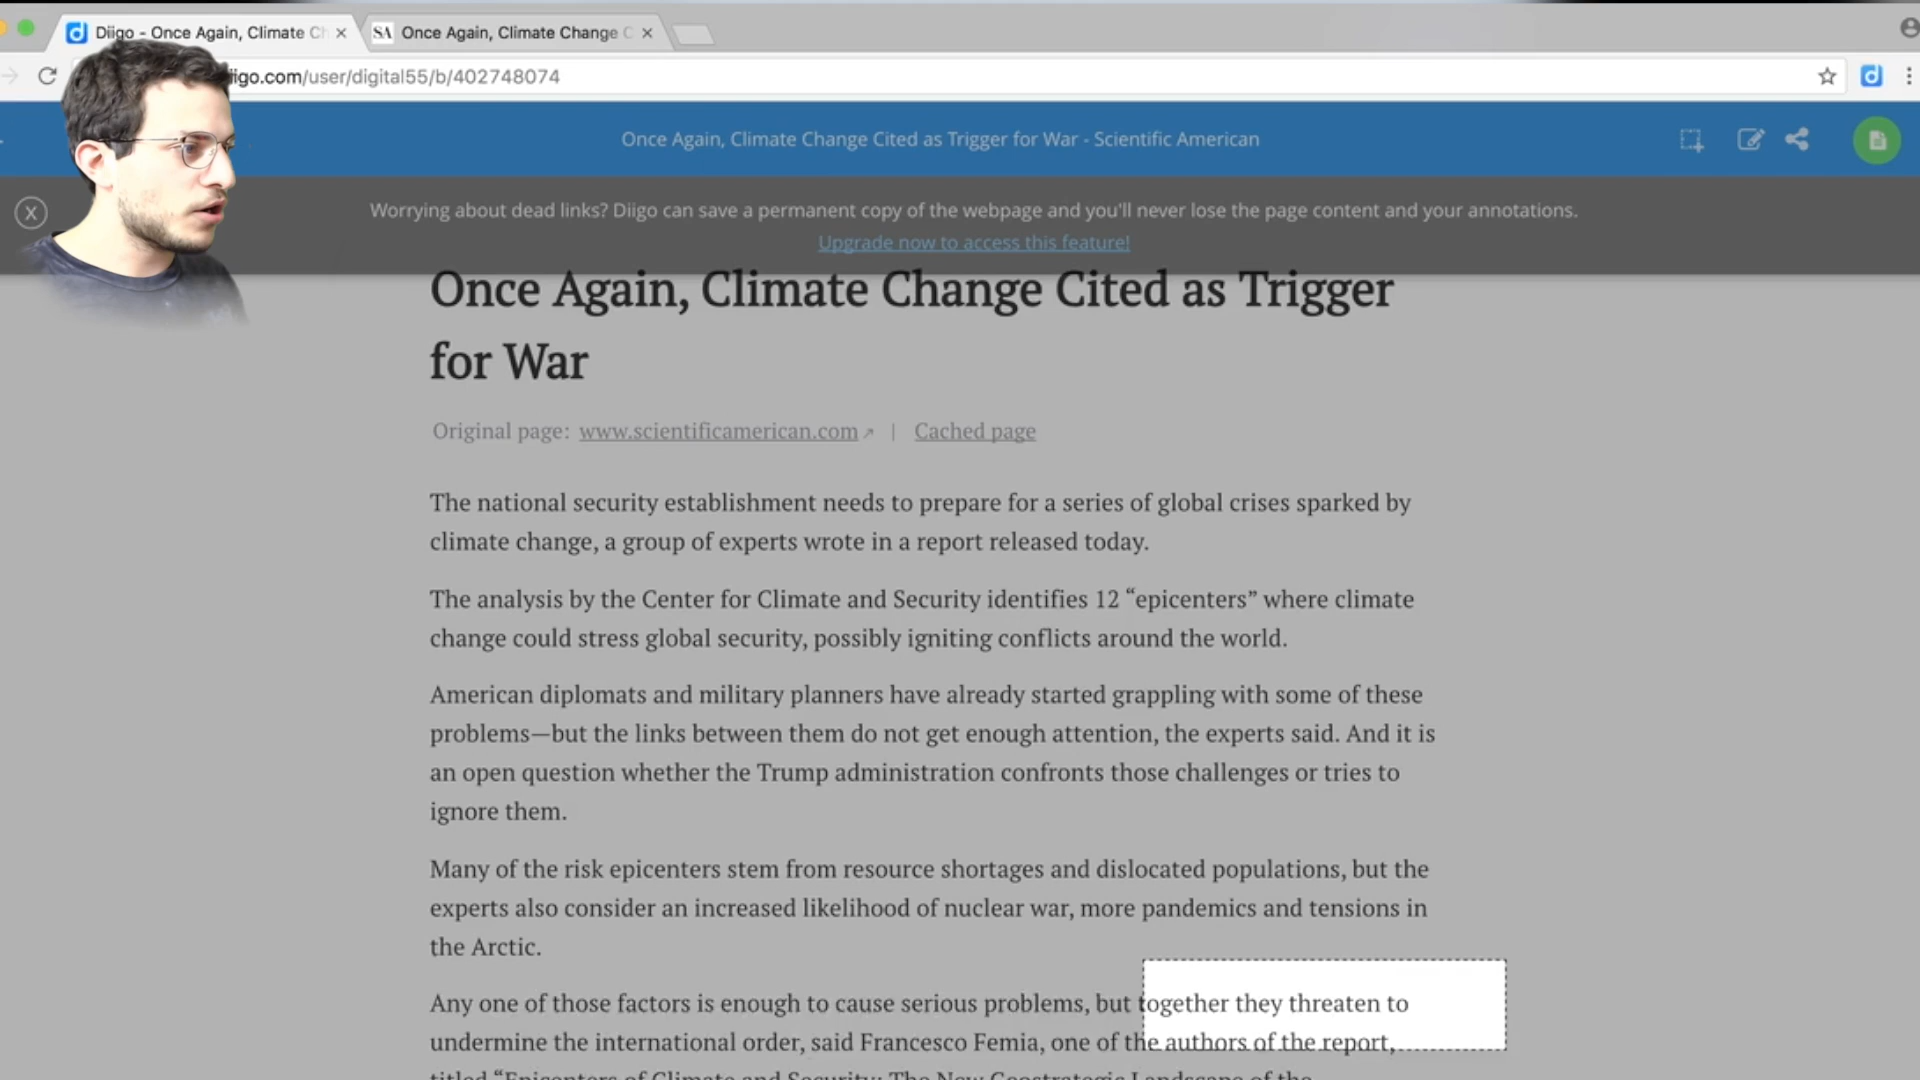 Diigo - Once Again, Climate Ch
SA Once Again, Climate Change C
iigo.com/user/digital55/b/402748074
Once Again, Climate Change Cited as Trigger for War - Scientific American
X
Worrying about dead links? Diigo can save a permanent copy of the webpage and you'll never lose the page content and your annotations.
Upgrade now to access this feature!
Once Again, Climate Change Cited as Trigger
for War
Original page: www.scientificamerican.com | Cached page
The national security establishment needs to prepare for a series of global crises sparked by
climate change, a group of experts wrote in a report released today.
The analysis by the Center for Climate and Security identifies 12 “epicenters” where climate
change could stress global security, possibly igniting conflicts around the world.
American diplomats and military planners have already started grappling with some of these
problems—but the links between them do not get enough attention, the experts said. And it is
an open question whether the Trump administration confronts those challenges or tries to
ignore them.
Many of the risk epicenters stem from resource shortages and dislocated populations, but the
experts also consider an increased likelihood of nuclear war, more pandemics and tensions in
the Arctic.
Any one of those factors is enough to cause serious problems, but together they threaten to
undermine the international order, said Francesco Femia, one of the authors of the report,
titled “Epicenters of Climate and Security: The New Geostrategic Landscape of the